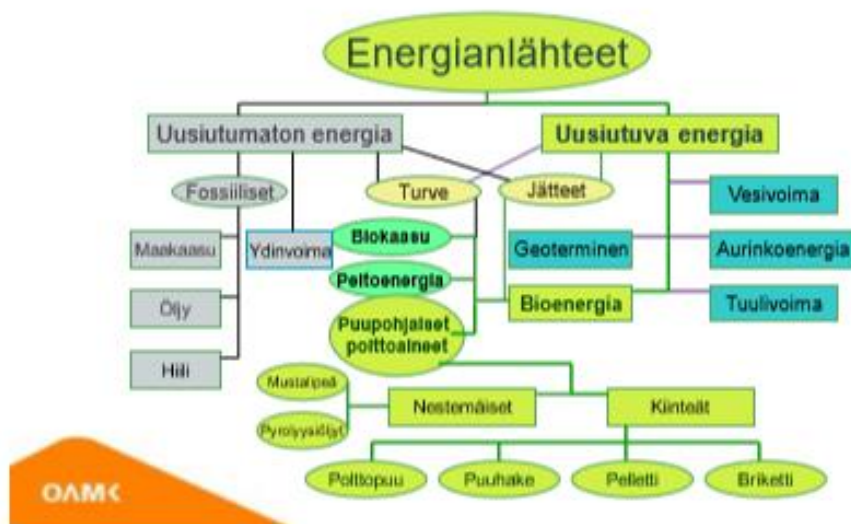 Energianlähteet
Uusiutumaton energia
Uusiutuva energia
Fossiiliset
Turve
Jätteet
Vesivoima
Maakaasu
Ydinvoima
Biokaasu
Geoterminen
Aurinkoenergia
Peltoenergia
Öljy
Bioenergia
Tuulivoima
Puupohjaiset
polttoaineet
Hiili
Mustalipeä
Nestemäiset
Kiinteät
Pyrolyysiöljyt
Polttopuu
Puuhake
Pelletti
Briketti
OAMK